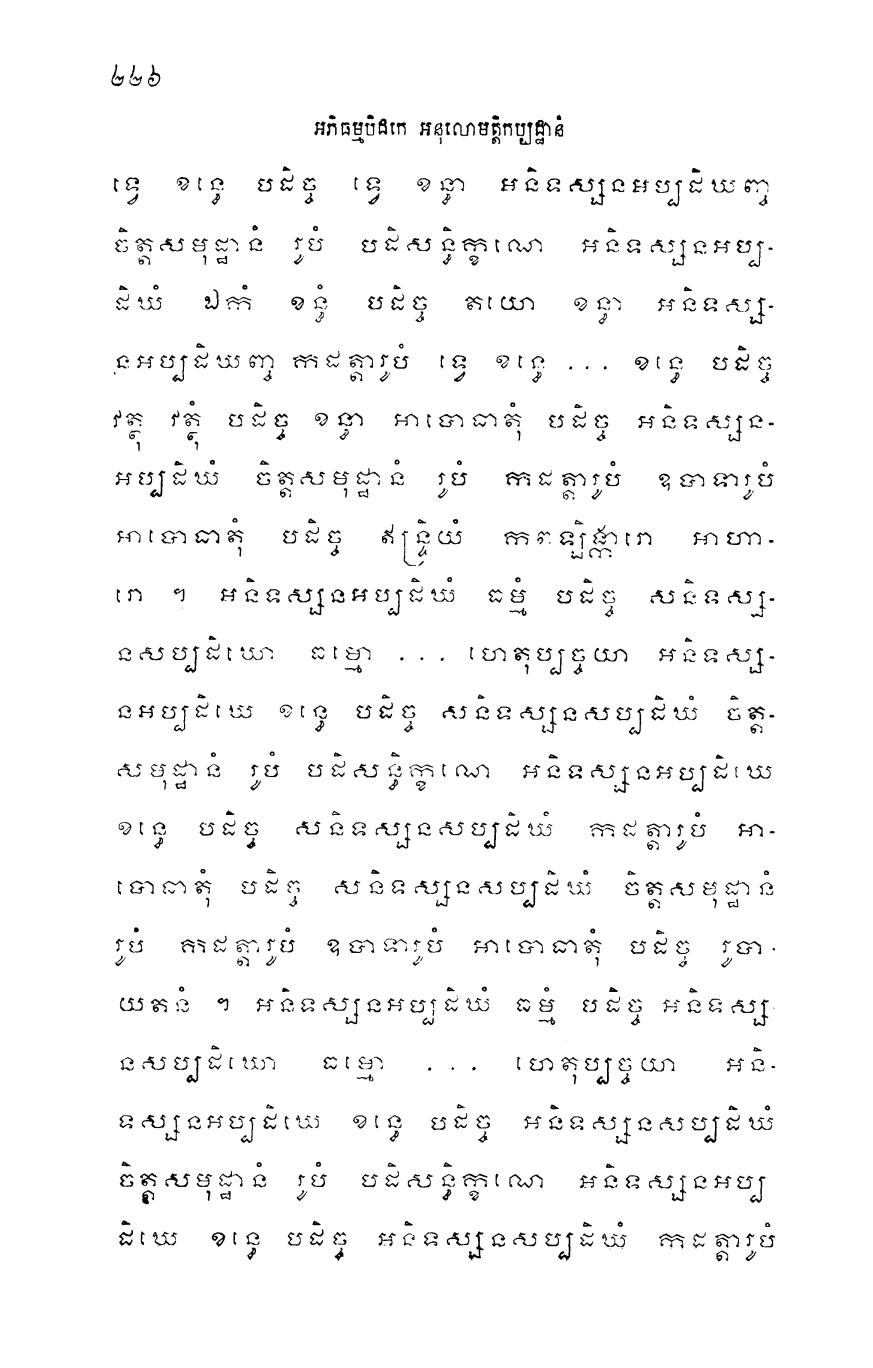 ២២៦
អភិធម្មបិដកេ អនុលោមត្តិកប្បដ្ឋានំ
ទ្វេ ខន្ធេ បដិច្ច ទ្វេ ខន្ធា អនិទស្សនអប្បដិឃញ្ច
ចិត្តសមុដ្ឋានំ រូបំ បដិសន្ធិក្ខណេ អនិទស្សនអប្ប-
ដិឃំ ឯកំ ខន្ធំ បដិច្ច តយោ ខន្ធា អនិទស្ស-
នអប្បដិឃញ្ច កដត្តារូបំ ទ្វេ ខន្ធេ ... ខន្ធេ បដិច្ច
វត្ថុ វត្ថុំ បដិច្ច ខន្ធា អាបោធាតុំ បដិច្ច អនិទស្សន-
អប្បដិឃំ ចិត្តសមុដ្ឋានំ រូបំ កដត្តារូបំ ឧបាទារូបំ
អាបោធាតុំ បដិច្ច ឥន្ទ្រិយំ កពឡិង្ការោ អាហា-
រោ ។ អនិទស្សនអប្បដិឃំ ធម្មំ បដិច្ច សនិទស្ស-
នសប្បដិឃោ ធម្មោ ... ហេតុប្បច្ចយា អនិទស្ស-
នអប្បដិឃេ ខន្ធេ បដិច្ច សនិទស្សនសប្បដិឃំ ចិត្ត-
សមុដ្ឋានំ រូបំ បដិសន្ធិក្ខណេ អនិទស្សនអប្បដិឃេ
ខន្ធេ បដិច្ច សនិទស្សនសប្បដិឃំ កដត្តារូបំ អា-
បោធាតុំ បដិច្ច សនិទស្សនសប្បដិឃំ ចិត្តសមុដ្ឋានំ
រូបំ កដត្តារូបំ ឧបាទារូបំ អាបោធាតុំ បដិច្ច រូបា-
យតនំ ។ អនិទស្សនអប្បដិឃំ ធម្មំ បដិច្ច អនិទស្ស-
នសប្បដិឃោ ធម្មោ ... ហេតុប្បច្ចយា អនិ-
ទស្សនអប្បដិឃេ ខន្ធេ បដិច្ច អនិទស្សនសប្បដិឃំ
ចិត្តសមុដ្ឋានំ រូបំ បដិសន្ធិក្ខណេ អនិទស្សនអប្ប
ដិឃេ ខន្ធេ បដិច្ច អនិទស្សនសប្បដិឃំ កដត្តារូបំ